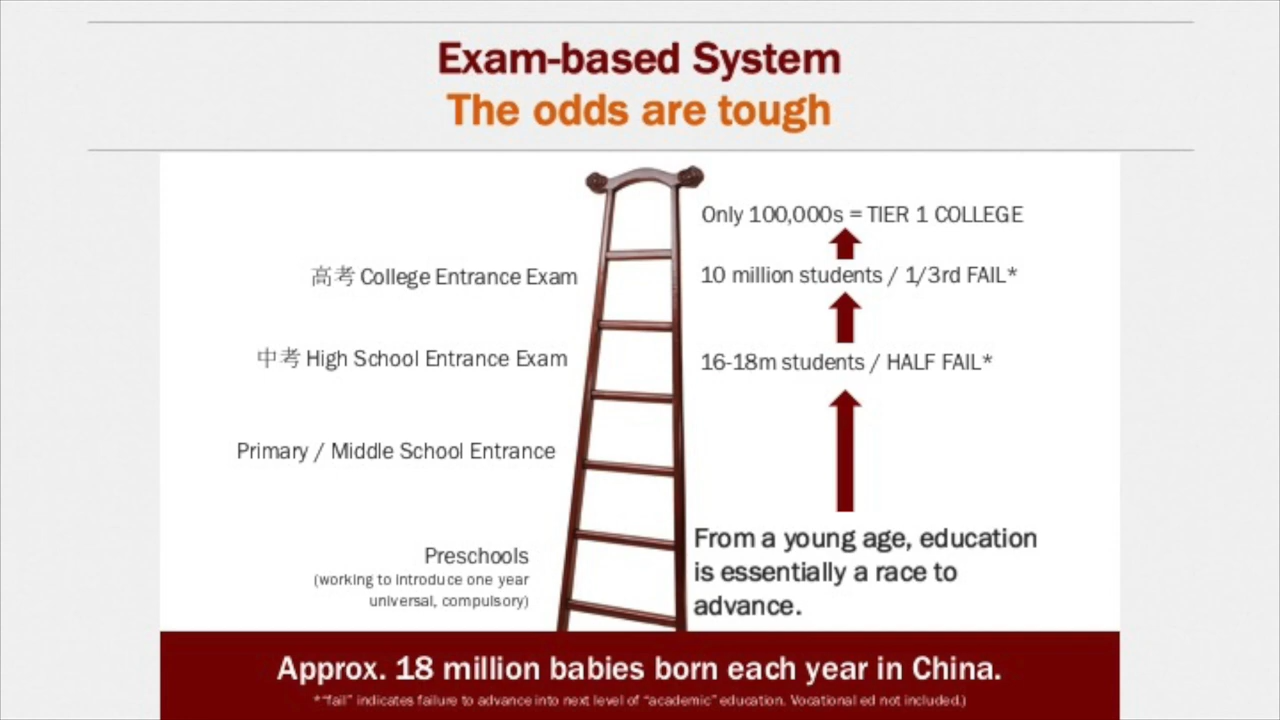 Exam-based System
The odds are tough
Only 100,000s = TIER 1 COLLEGE
高考 College Entrance Exam
10 million students / 1/3rd FAIL*
中考 High School Entrance Exam
16-18m students / HALF FAIL*
Primary / Middle School Entrance
Preschools
(working to introduce one year
universal, compulsory)
From a young age, education
is essentially a race to
advance.
Approx. 18 million babies born each year in China.
*"fail" indicates failure to advance into next level of "academic" education. Vocational ed not included.)